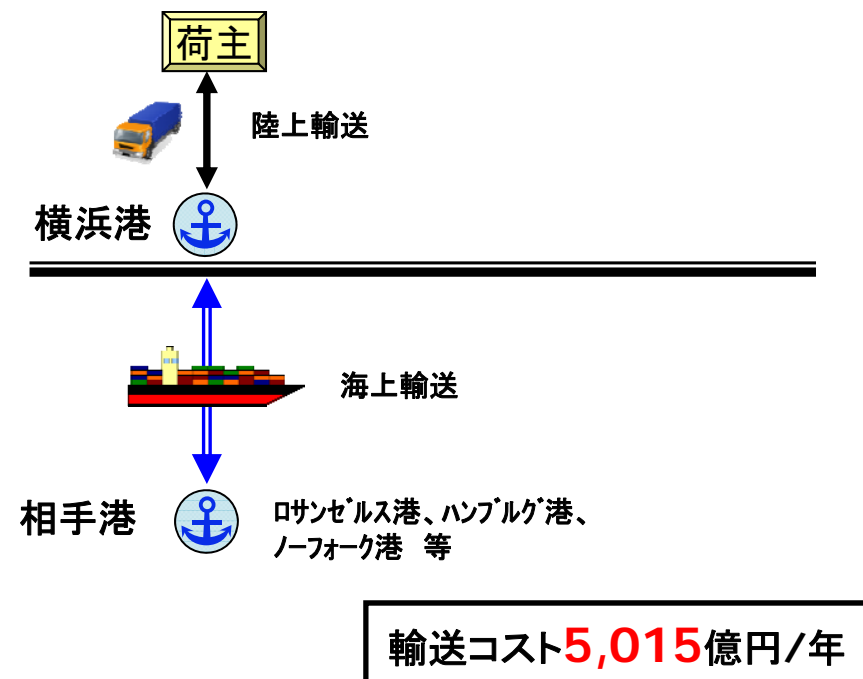 荷主
陸上輸送
横浜港
海上輸送
相手港
ﾛｻﾝｾﾞﾙｽ港、ﾊﾝﾌﾞﾙｸﾞ港、
ﾉｰﾌｫｰｸ港　等
輸送コスト5,015億円/年